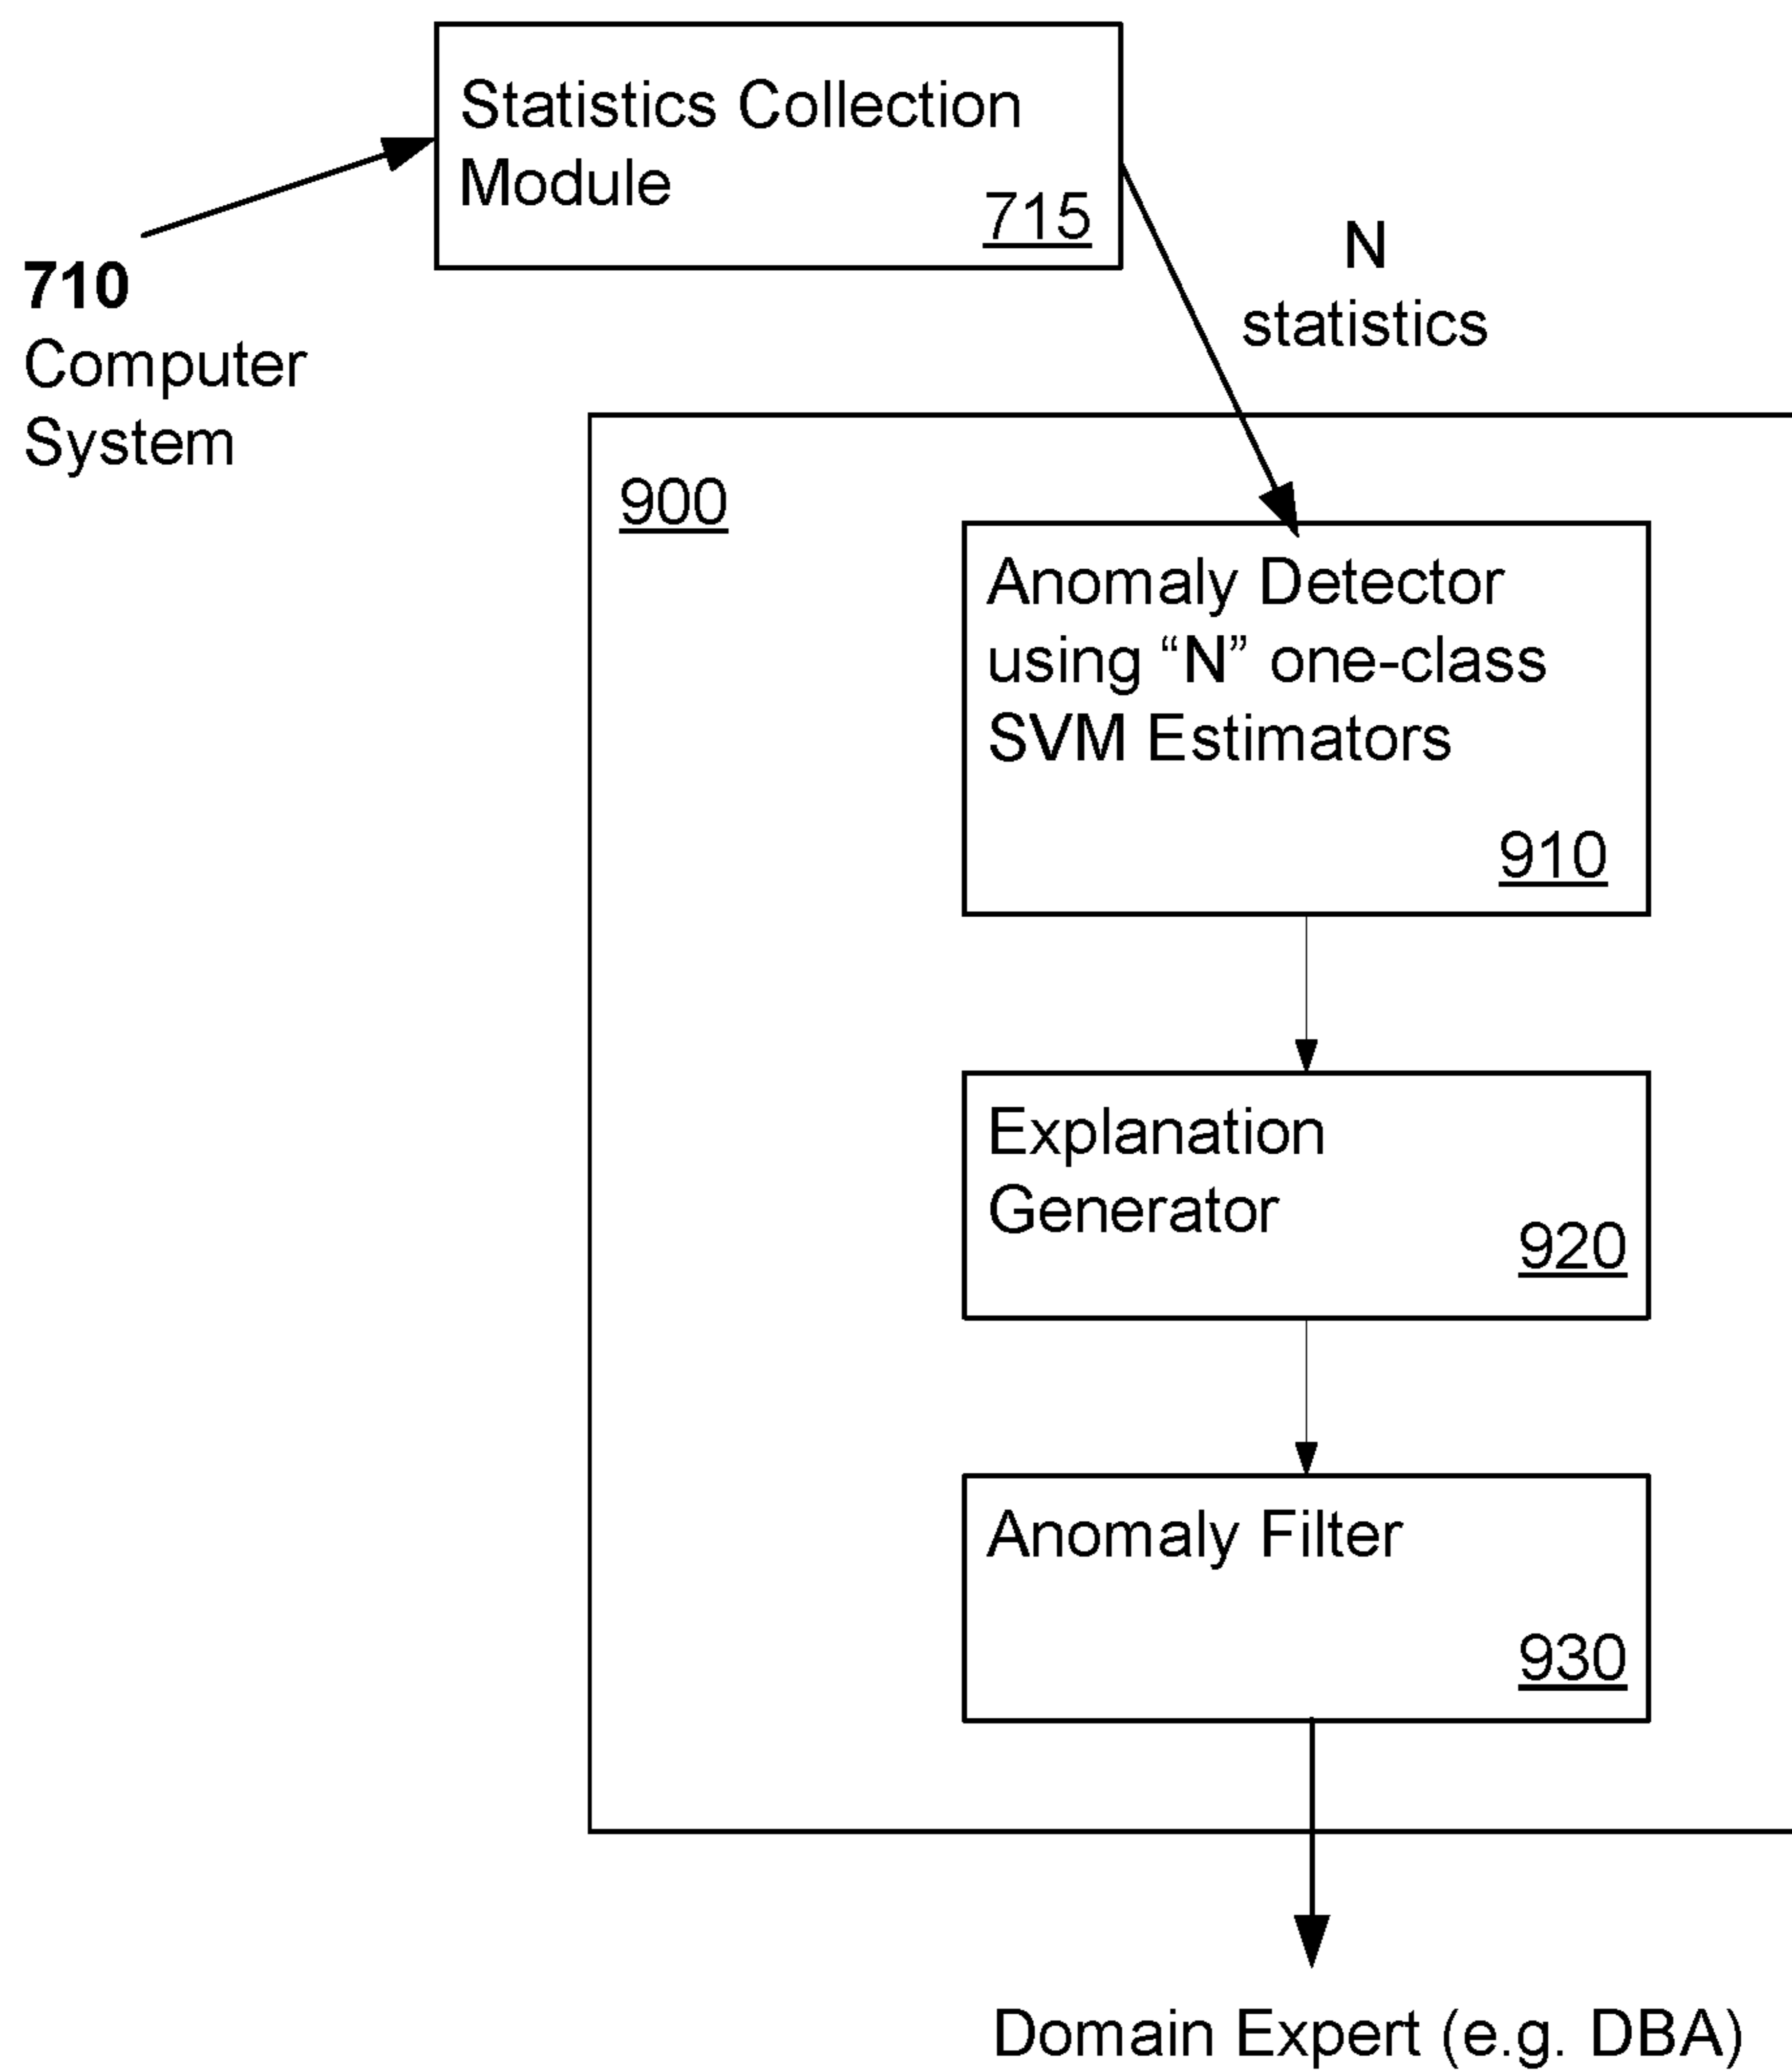 Statistics Collection
Module
715
710
Computer
System
N
statistics
900
Anomaly Detector
using “N” one-class
SVM Estimators
910
Explanation
Generator
920
Anomaly Filter
930
Domain Expert (e.g. DBA)